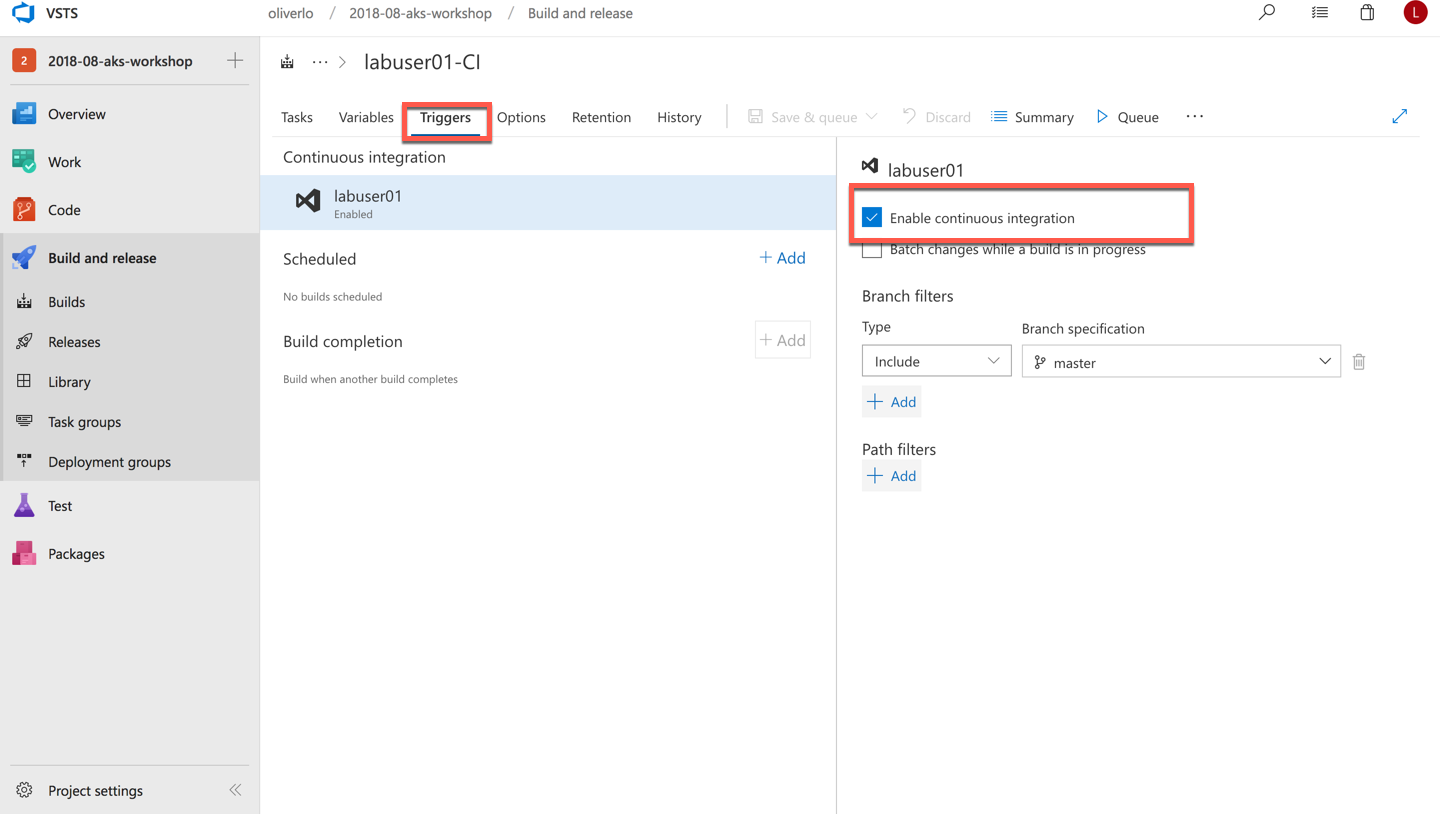 VSTS
oliverlo / 2018-08-aks-workshop / Build and release
L
2 2018-08-aks-workshop
Overview
Work
Code
Build and release
Builds
Releases
Library
Task groups
Deployment groups
Test
Packages
Project settings
··· > labuser01-CI
Tasks Variables Triggers Options Retention History Save & queue Discard Summary Queue ···
Continuous integration
labuser01
Enabled
Scheduled + Add
No builds scheduled
Build completion + Add
Build when another build completes
labuser01
Enable continuous integration
Batch changes while a build is in progress
Branch filters
Type Branch specification
Include master
+ Add
Path filters
+ Add